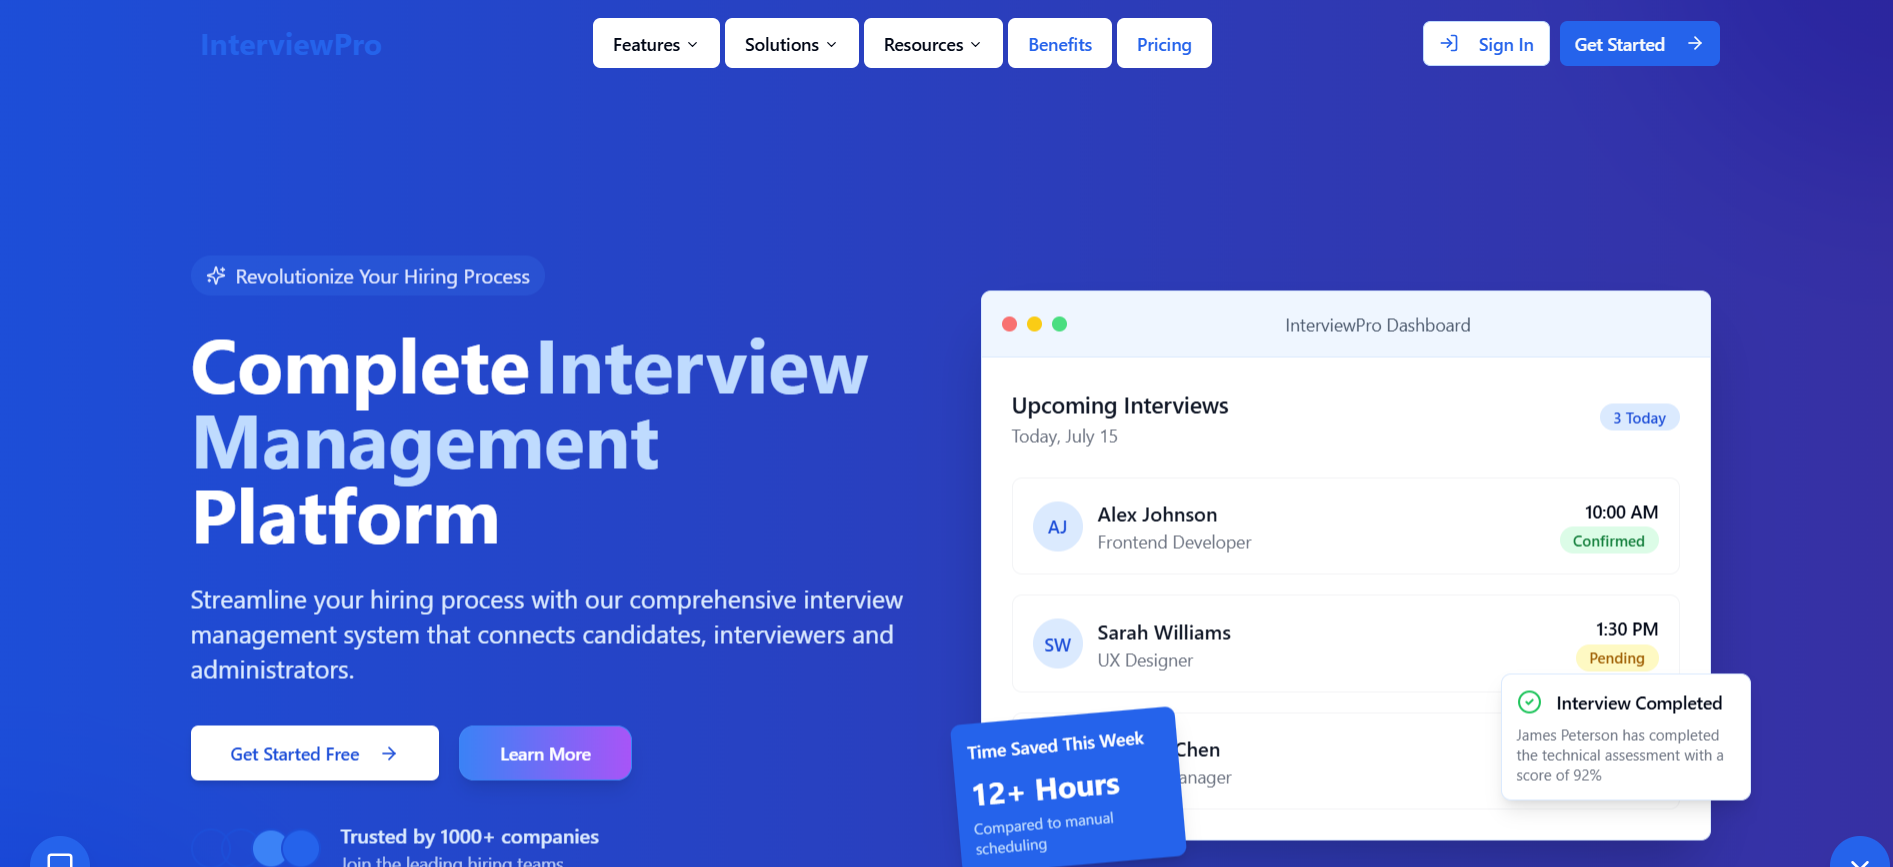 InterviewPro
Features
Solutions
Resources
Benefits
Pricing
Sign In
Get Started
Revolutionize Your Hiring Process
Complete Interview
Management
Platform
Streamline your hiring process with our comprehensive interview
management system that connects candidates, interviewers and
administrators.
Get Started Free
Learn More
Trusted by 1000+ companies
Join the leading hiring teams
InterviewPro Dashboard
Upcoming Interviews
Today, July 15
3 Today
AJ
Alex Johnson
Frontend Developer
10:00 AM
Confirmed
SW
Sarah Williams
UX Designer
1:30 PM
Pending
Chen
Interview Completed
James Peterson has completed
the technical assessment with a
score of 92%
Time Saved This Week
12+ Hours
Compared to manual
scheduling